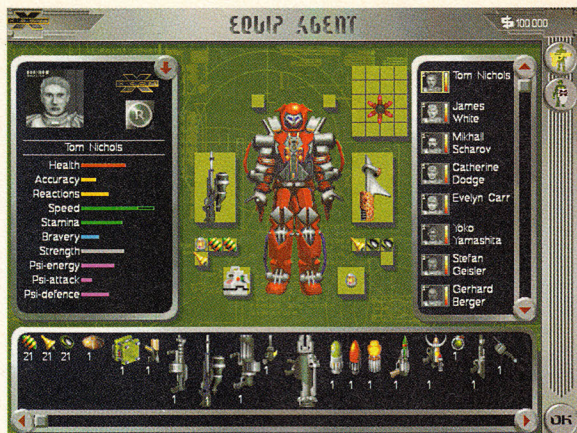 EQUIP AGENT
$ 100 000
R
Tom Nichols
Health
Accuracy
Reactions
Speed
Stamina
Bravery
Strength
Psi-energy
Psi-attack
Psi-defence
Tom Nichols
James
White
Mikhail
Scharov
Catherine
Dodge
Evelyn Carr
Yoko
Yamashita
Stefan
Geisler
Gerhard
Berger
21 21 21 1 1 1 1 1 1 1 1 1 1 1 1 1 1 1
OK